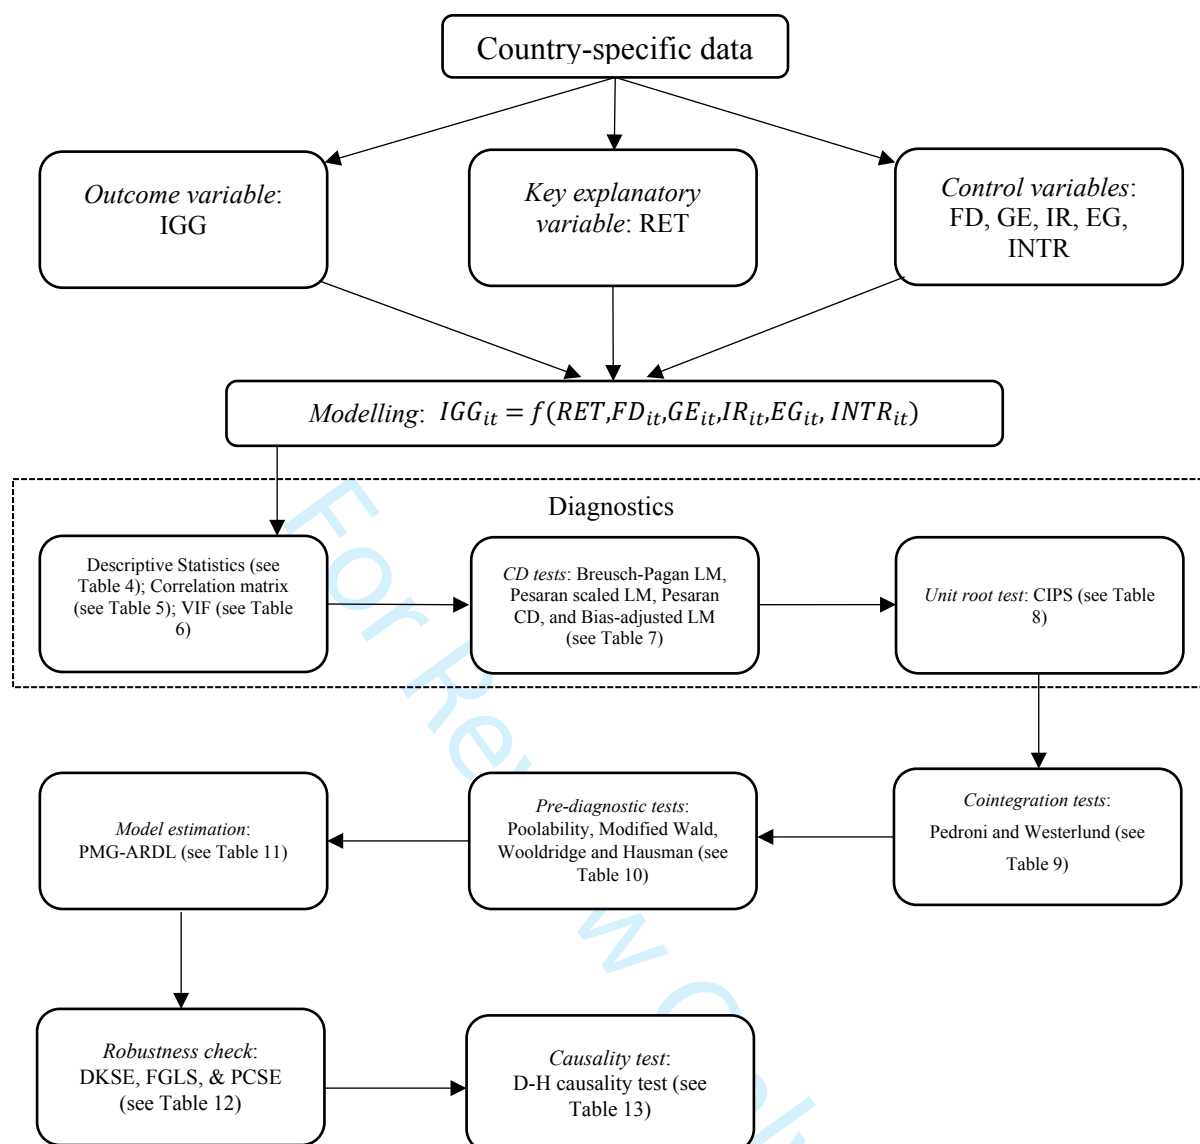 Country-specific data
Outcome variable:
IGG
Key explanatory
variable: RET
Control variables:
FD, GE, IR, EG,
INTR
Modelling: IGG_it = f(RET,FD_it,GE_it,IR_it,EG_it, INTR_it)
Diagnostics
Descriptive Statistics (see
Table 4); Correlation matrix
(see Table 5); VIF (see Table
6)
CD tests: Breusch-Pagan LM,
Pesaran scaled LM, Pesaran
CD, and Bias-adjusted LM
(see Table 7)
Unit root test: CIPS (see Table
8)
Cointegration tests:
Pedroni and Westerlund (see
Table 9)
Pre-diagnostic tests:
Poolability, Modified Wald,
Wooldridge and Hausman (see
Table 10)
Model estimation:
PMG-ARDL (see Table 11)
Robustness check:
DKSE, FGLS, & PCSE
(see Table 12)
Causality test:
D-H causality test (see
Table 13)
For Review Only